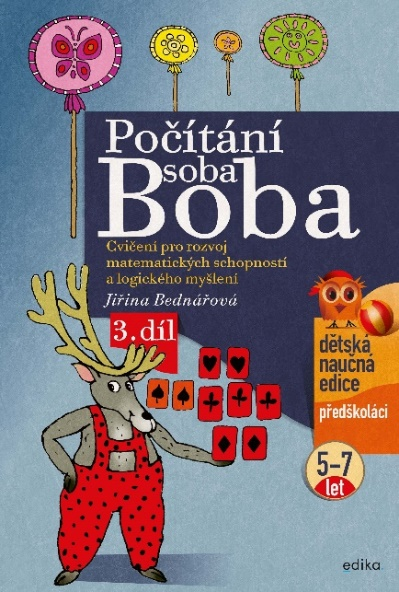 Počítání
soba
Boba
Cvičení pro rozvoj
matematických schopností
a logického myšlení
Jiřina Bednářová
3. díl
dětská
naučná
edice
předškoláci
5–7
let
edika